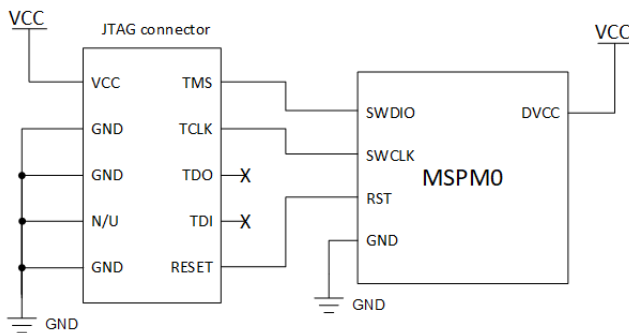 VCC
JTAG connector
VCC TMS
GND TCLK
GND TDO
N/U TDI
GND RESET
GND
VCC
SWDIO DVCC
SWCLK
MSPM0
RST
GND
GND